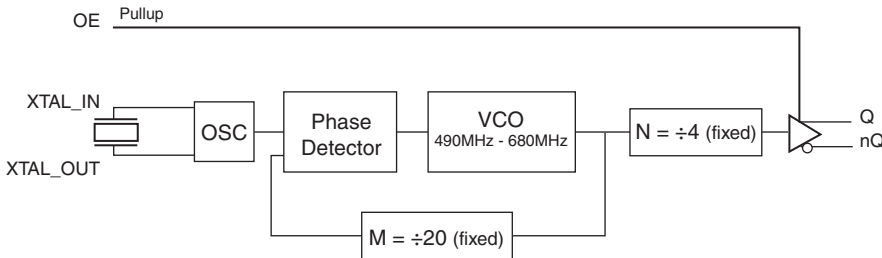 OE Pullup
XTAL_IN
XTAL_OUT
OSC
Phase
Detector
VCO
490MHz - 680MHz
N = ÷4 (fixed)
Q
nQ
M = ÷20 (fixed)